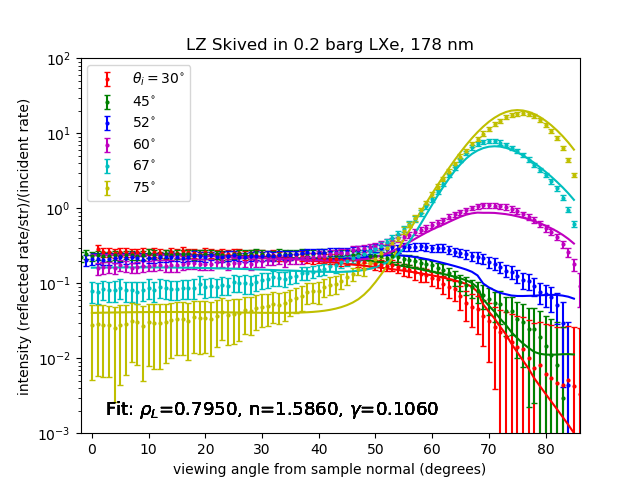 LZ Skived in 0.2 barg LXe, 178 nm
intensity (reflected rate/str)/(incident rate)
10²
10¹
10⁰
10⁻¹
10⁻²
10⁻³
θᵢ = 30°
45°
52°
60°
67°
75°
Fit: ρ_L=0.7950, n=1.5860, γ=0.1060
0 10 20 30 40 50 60 70 80
viewing angle from sample normal (degrees)